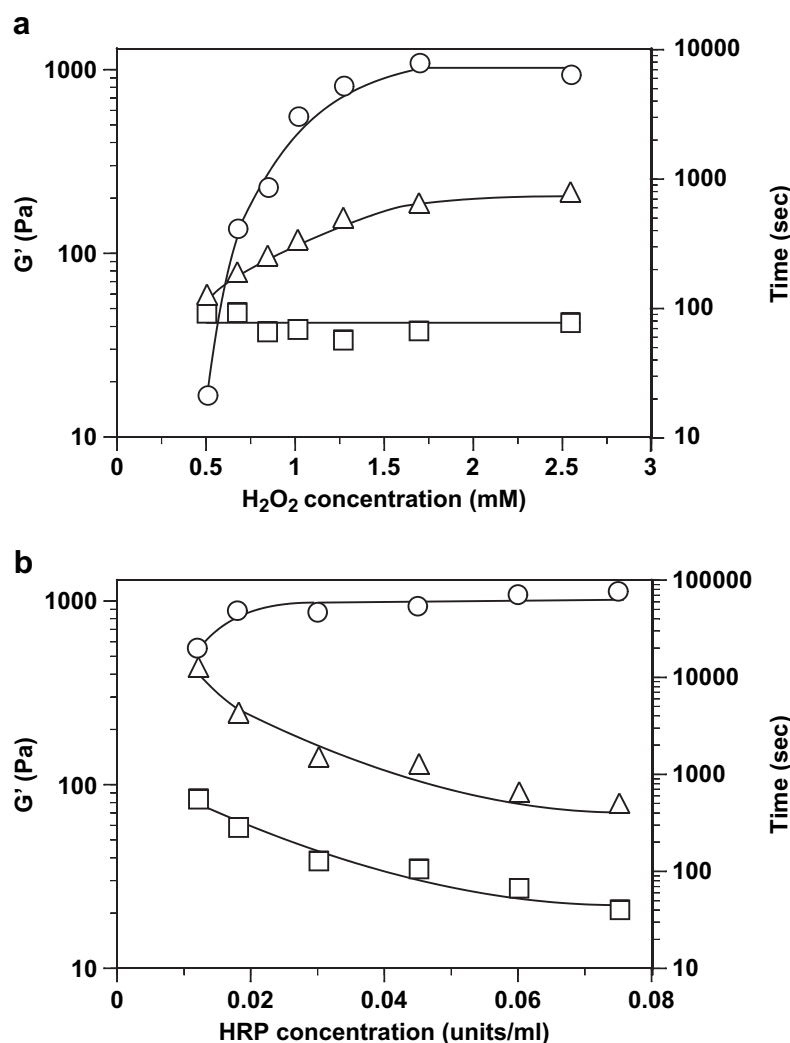 a
1000
100
10
G' (Pa)
10000
1000
100
10
Time (sec)
0 0.5 1 1.5 2 2.5 3
H₂O₂ concentration (mM)
b
1000
100
10
G' (Pa)
100000
10000
1000
100
10
Time (sec)
0 0.02 0.04 0.06 0.08
HRP concentration (units/ml)